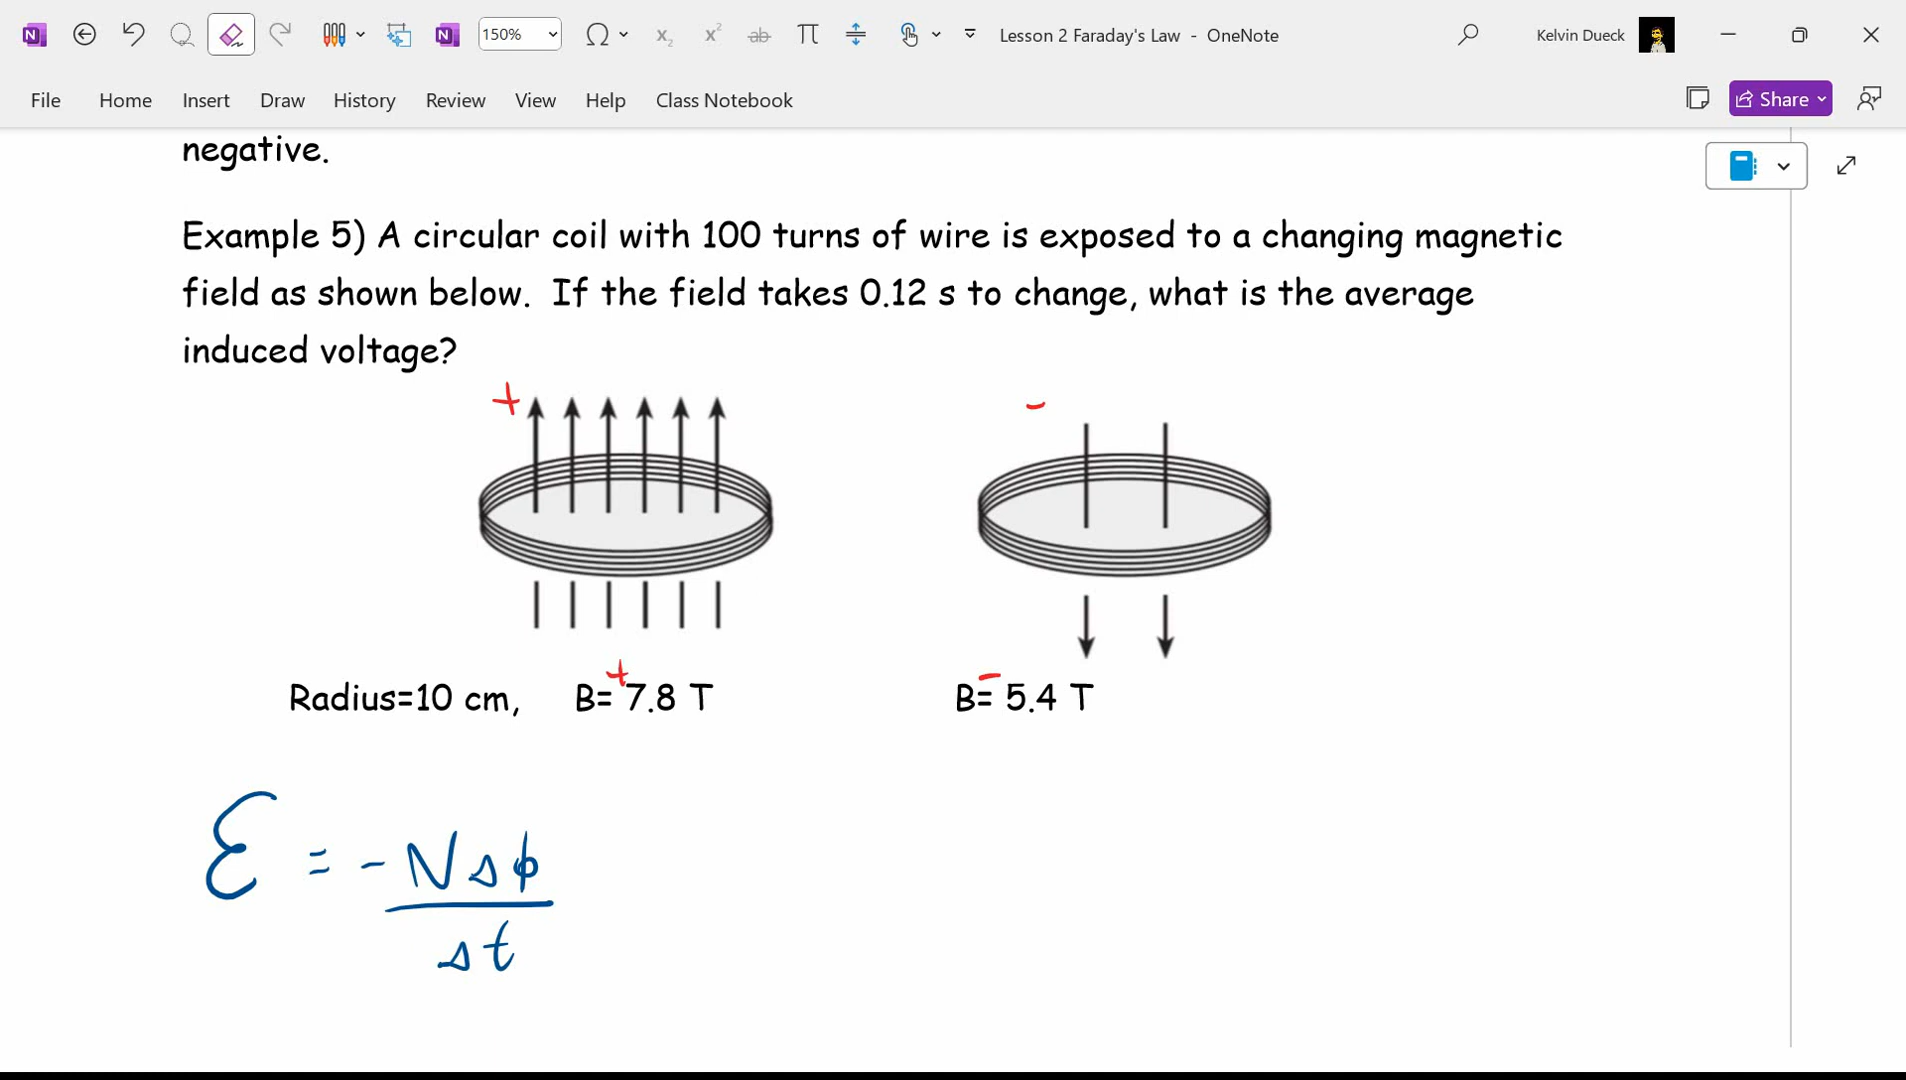 150%
Ω
x₂
x²
ab
π
Lesson 2 Faraday's Law - OneNote
Kelvin Dueck
File Home Insert Draw History Review View Help Class Notebook
Share
negative.
Example 5) A circular coil with 100 turns of wire is exposed to a changing magnetic
field as shown below. If the field takes 0.12 s to change, what is the average
induced voltage?
+ -
+ -
Radius=10 cm, B= 7.8 T B= 5.4 T
ℰ = - NΔϕ
Δt